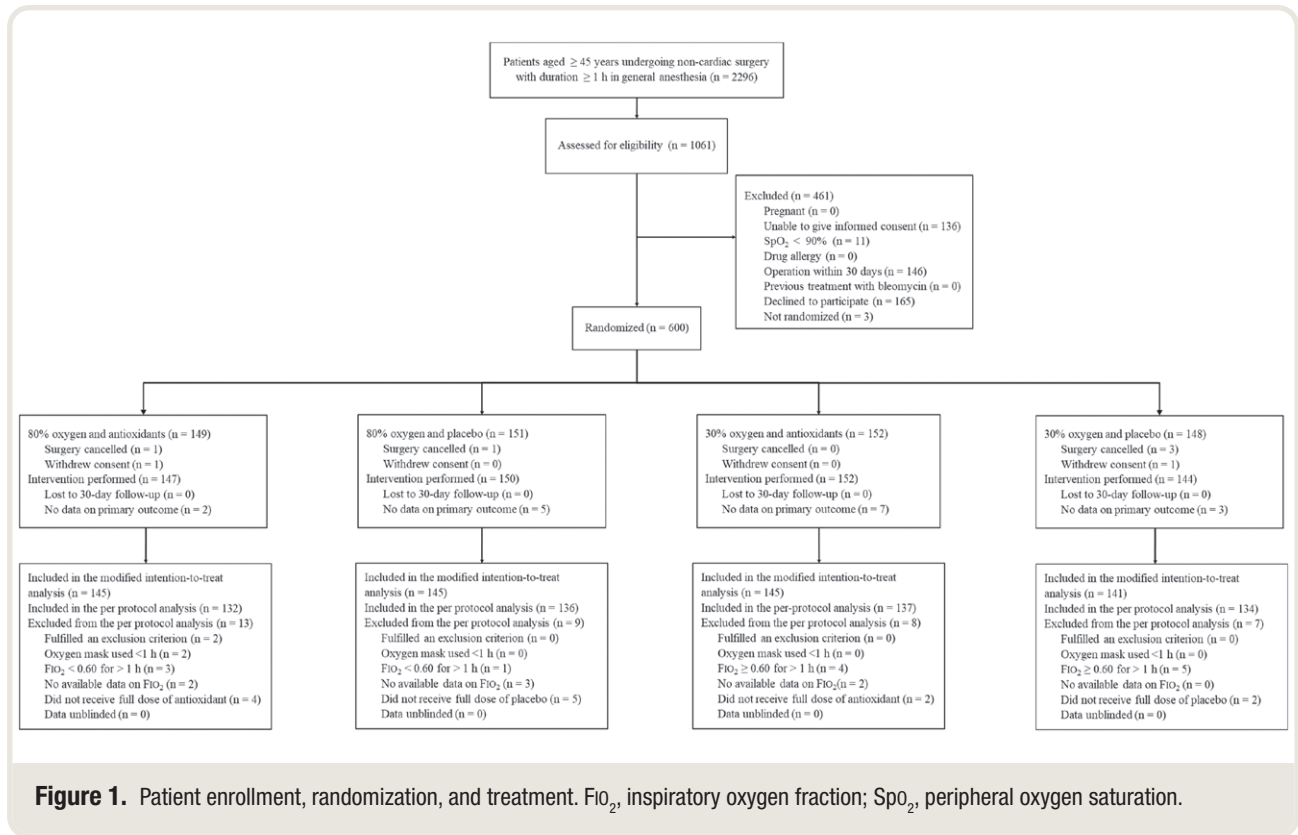 Patients aged ≥ 45 years undergoing non-cardiac surgery
with duration ≥ 1 h in general anesthesia (n = 2296)
Assessed for eligibility (n = 1061)
Excluded (n = 461)
Pregnant (n = 0)
Unable to give informed consent (n = 136)
SpO₂ < 90% (n = 11)
Drug allergy (n = 0)
Operation within 30 days (n = 146)
Previous treatment with bleomycin (n = 0)
Declined to participate (n = 165)
Not randomized (n = 3)
Randomized (n = 600)
80% oxygen and antioxidants (n = 149)
Surgery cancelled (n = 1)
Withdrew consent (n = 1)
Intervention performed (n = 147)
Lost to 30-day follow-up (n = 0)
No data on primary outcome (n = 2)
80% oxygen and placebo (n = 151)
Surgery cancelled (n = 1)
Withdrew consent (n = 0)
Intervention performed (n = 150)
Lost to 30-day follow-up (n = 0)
No data on primary outcome (n = 5)
30% oxygen and antioxidants (n = 152)
Surgery cancelled (n = 0)
Withdrew consent (n = 0)
Intervention performed (n = 152)
Lost to 30-day follow-up (n = 0)
No data on primary outcome (n = 7)
30% oxygen and placebo (n = 148)
Surgery cancelled (n = 3)
Withdrew consent (n = 1)
Intervention performed (n = 144)
Lost to 30-day follow-up (n = 0)
No data on primary outcome (n = 3)
Included in the modified intention-to-treat
analysis (n = 145)
Included in the per protocol analysis (n = 132)
Excluded from the per protocol analysis (n = 13)
Fulfilled an exclusion criterion (n = 2)
Oxygen mask used <1 h (n = 2)
FIO₂ < 0.60 for > 1 h (n = 3)
No available data on FIO₂ (n = 2)
Did not receive full dose of antioxidant (n = 4)
Data unblinded (n = 0)
Included in the modified intention-to-treat
analysis (n = 145)
Included in the per protocol analysis (n = 136)
Excluded from the per protocol analysis (n = 9)
Fulfilled an exclusion criterion (n = 0)
Oxygen mask used <1 h (n = 0)
FIO₂ < 0.60 for > 1 h (n = 1)
No available data on FIO₂ (n = 3)
Did not receive full dose of placebo (n = 5)
Data unblinded (n = 0)
Included in the modified intention-to-treat
analysis (n = 145)
Included in the per-protocol analysis (n = 137)
Excluded from the per protocol analysis (n = 8)
Fulfilled an exclusion criterion (n = 0)
Oxygen mask used <1 h (n = 0)
FIO₂ ≥ 0.60 for > 1 h (n = 4)
No available data on FIO₂(n = 2)
Did not receive full dose of antioxidant (n = 2)
Data unblinded (n = 0)
Included in the modified intention-to-treat
analysis (n = 141)
Included in the per protocol analysis (n = 134)
Excluded from the per protocol analysis (n = 7)
Fulfilled an exclusion criterion (n = 0)
Oxygen mask used <1 h (n = 0)
FIO₂ ≥ 0.60 for > 1 h (n = 5)
No available data on FIO₂ (n = 0)
Did not receive full dose of placebo (n = 2)
Data unblinded (n = 0)
Figure 1. Patient enrollment, randomization, and treatment. FIO₂, inspiratory oxygen fraction; SpO₂, peripheral oxygen saturation.